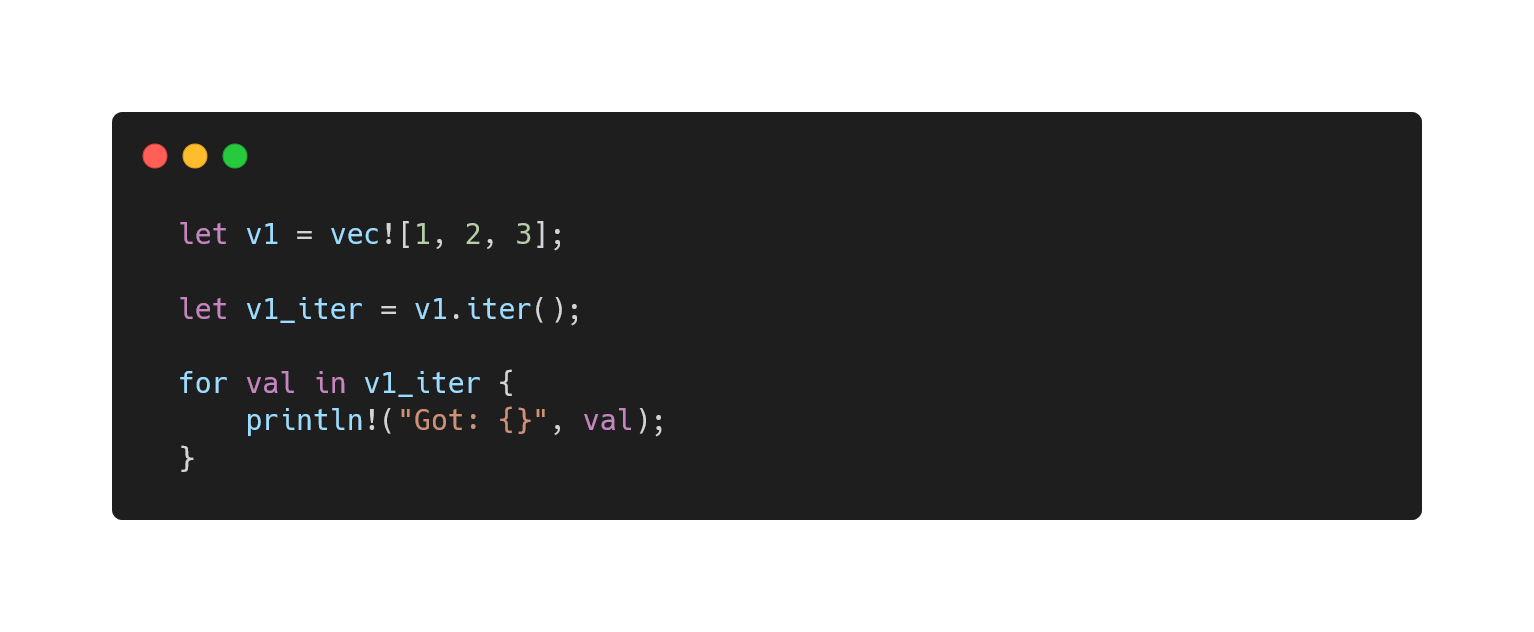 let v1 = vec![1, 2, 3];
let v1_iter = v1.iter();
for val in v1_iter {
    println!("Got: {}", val);
}